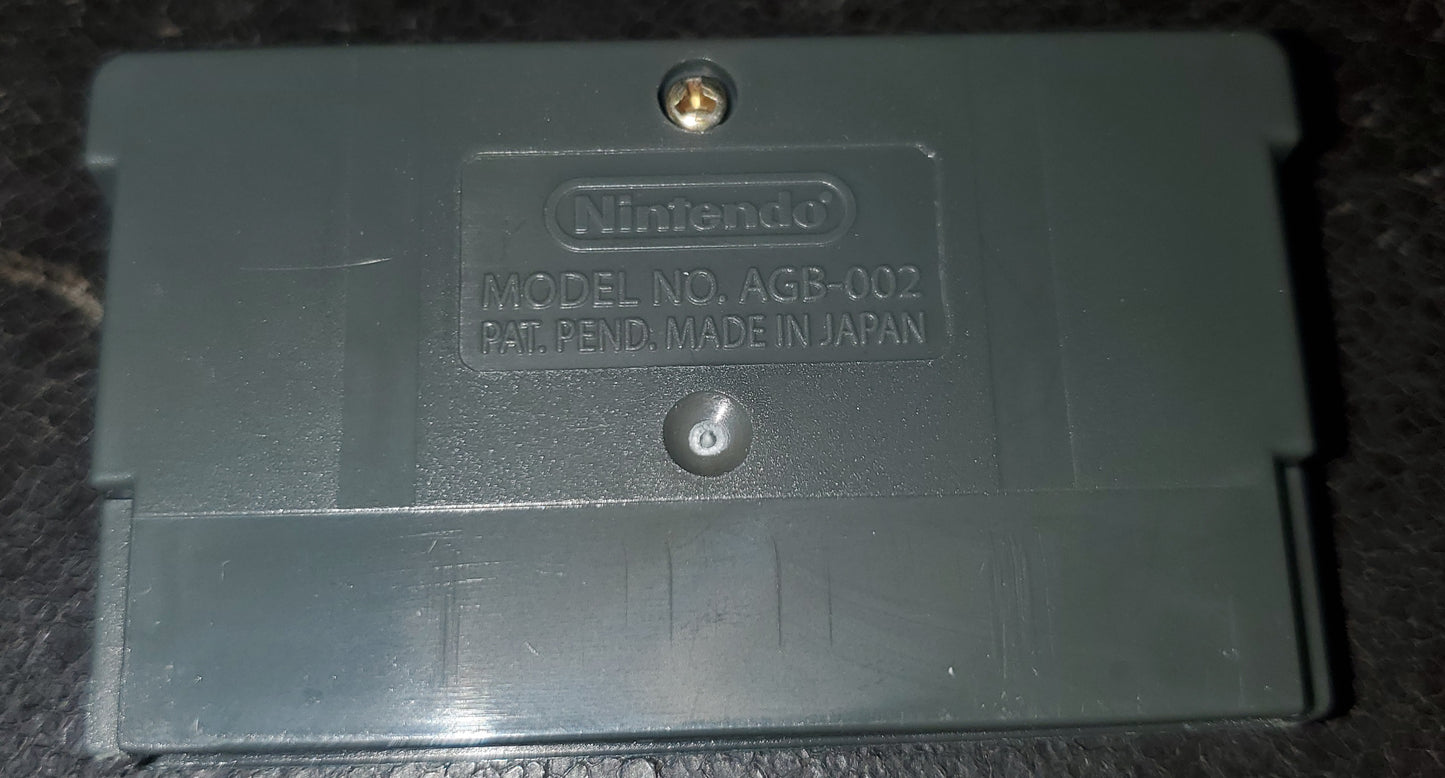 Nintendo
MODEL NO. AGB-002
PAT. PEND. MADE IN JAPAN